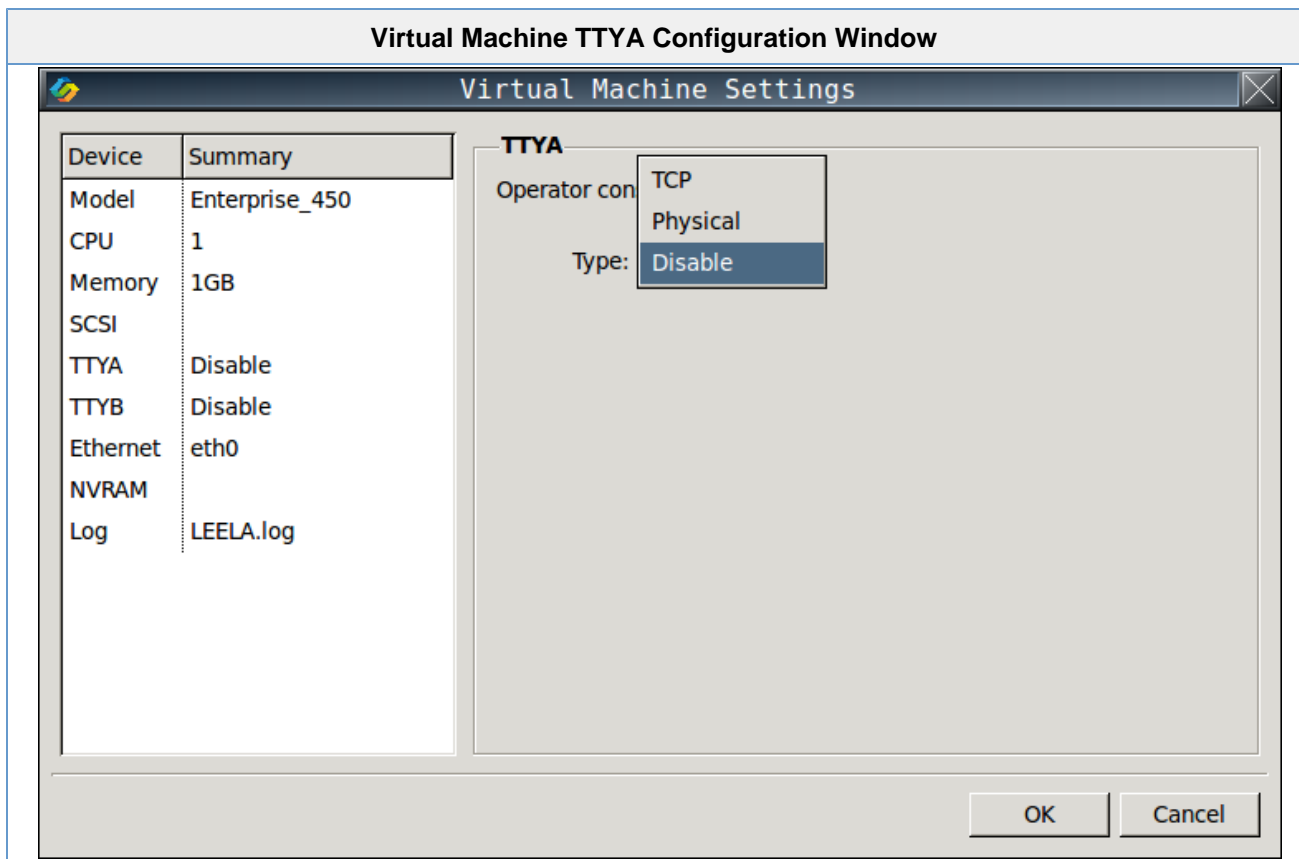 Virtual Machine TTYA Configuration Window
Virtual Machine Settings
Device Summary
Model Enterprise_450
CPU 1
Memory 1GB
SCSI
TTYA Disable
TTYB Disable
Ethernet eth0
NVRAM
Log LEELA.log
TTYA
Operator con
TCP
Physical
Type: Disable
OK Cancel